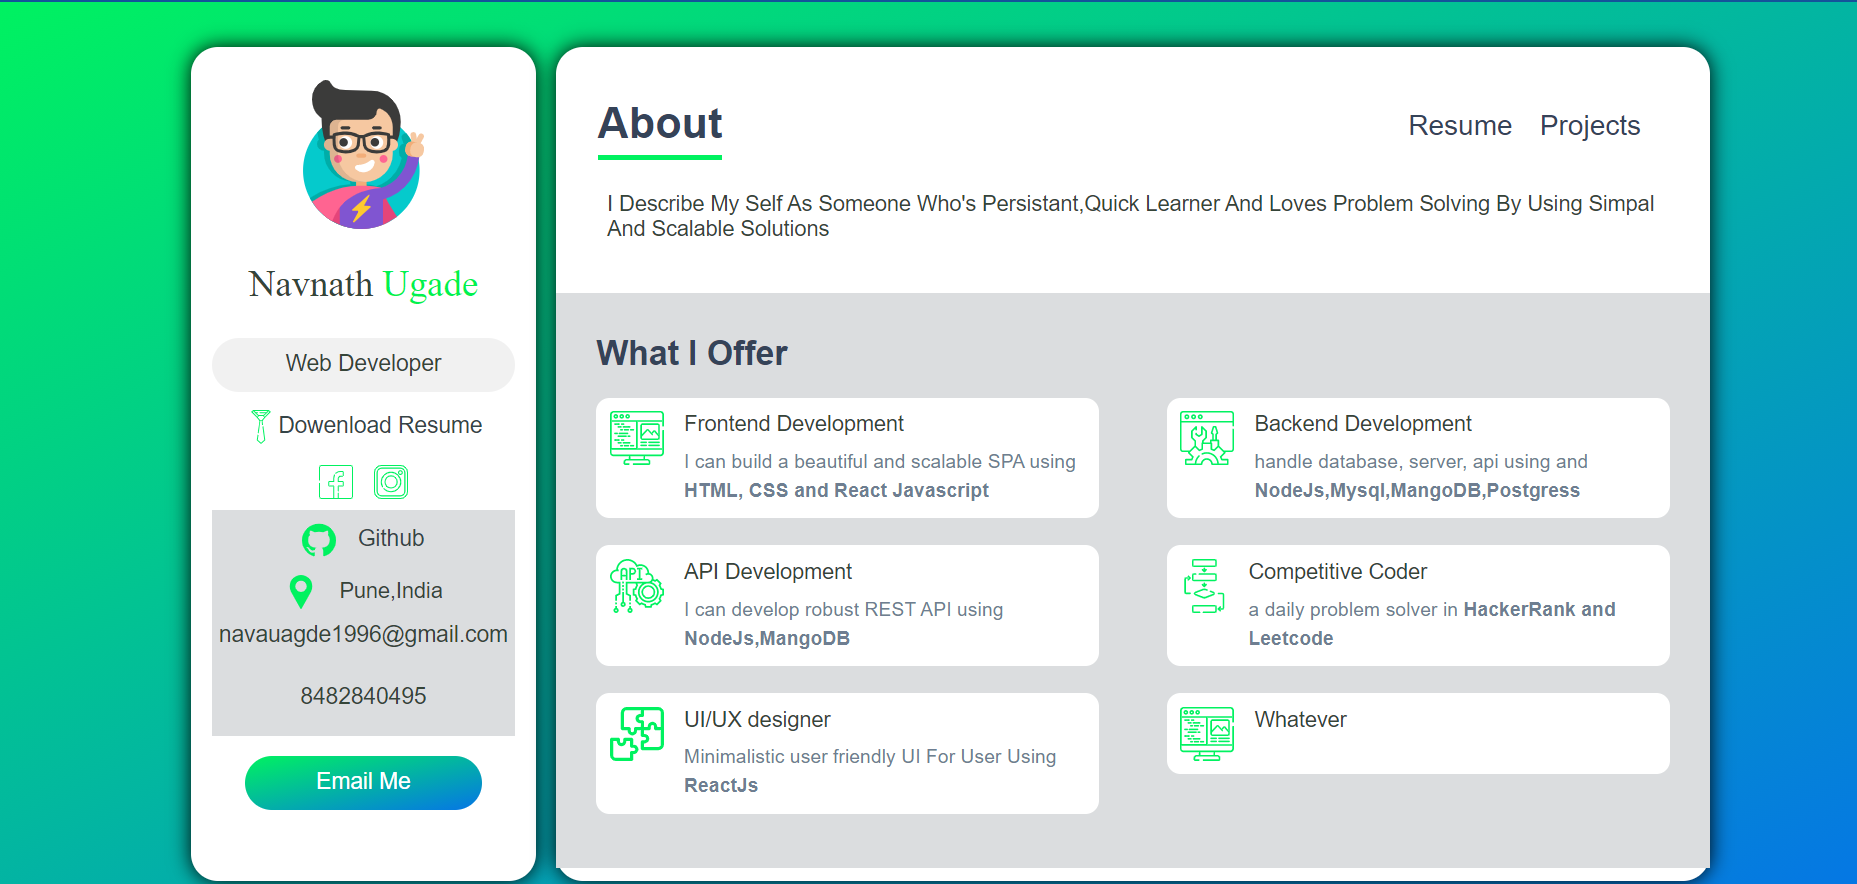 Navnath Ugade
Web Developer
Dowenload Resume
Github
Pune,India
navauagde1996@gmail.com
8482840495
Email Me
About
Resume
Projects
I Describe My Self As Someone Who's Persistant,Quick Learner And Loves Problem Solving By Using Simpal
And Scalable Solutions
What I Offer
Frontend Development
I can build a beautiful and scalable SPA using
HTML, CSS and React Javascript
Backend Development
handle database, server, api using and
NodeJs,Mysql,MangoDB,Postgress
API
API Development
I can develop robust REST API using
NodeJs,MangoDB
Competitive Coder
a daily problem solver in HackerRank and
Leetcode
UI/UX designer
Minimalistic user friendly UI For User Using
ReactJs
Whatever